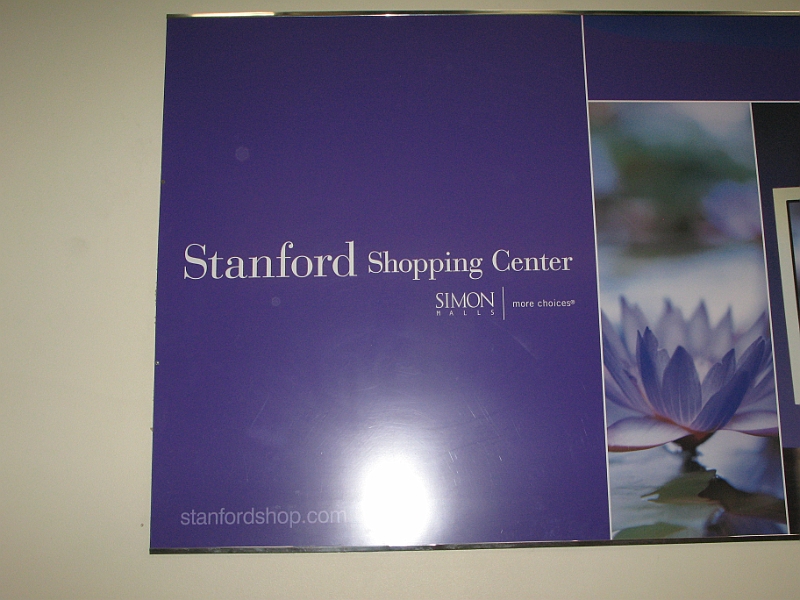 Stanford Shopping Center
SIMON MALLS | more choices®
stanfordshop.com